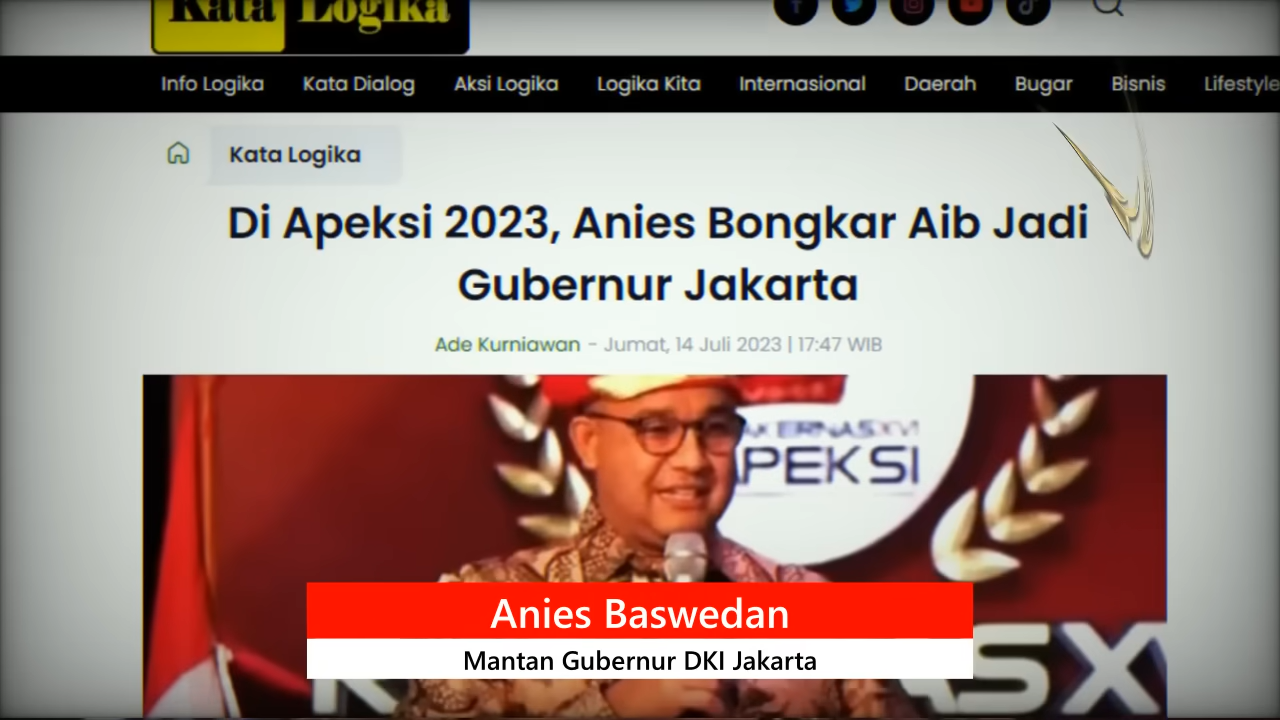 Kata Logika
Info Logika Kata Dialog Aksi Logika Logika Kita Internasional Daerah Bugar Bisnis Lifestyle
Kata Logika
Di Apeksi 2023, Anies Bongkar Aib Jadi
Gubernur Jakarta
Ade Kurniawan - Jumat, 14 Juli 2023 | 17:47 WIB
APEKSI
Anies Baswedan
Mantan Gubernur DKI Jakarta